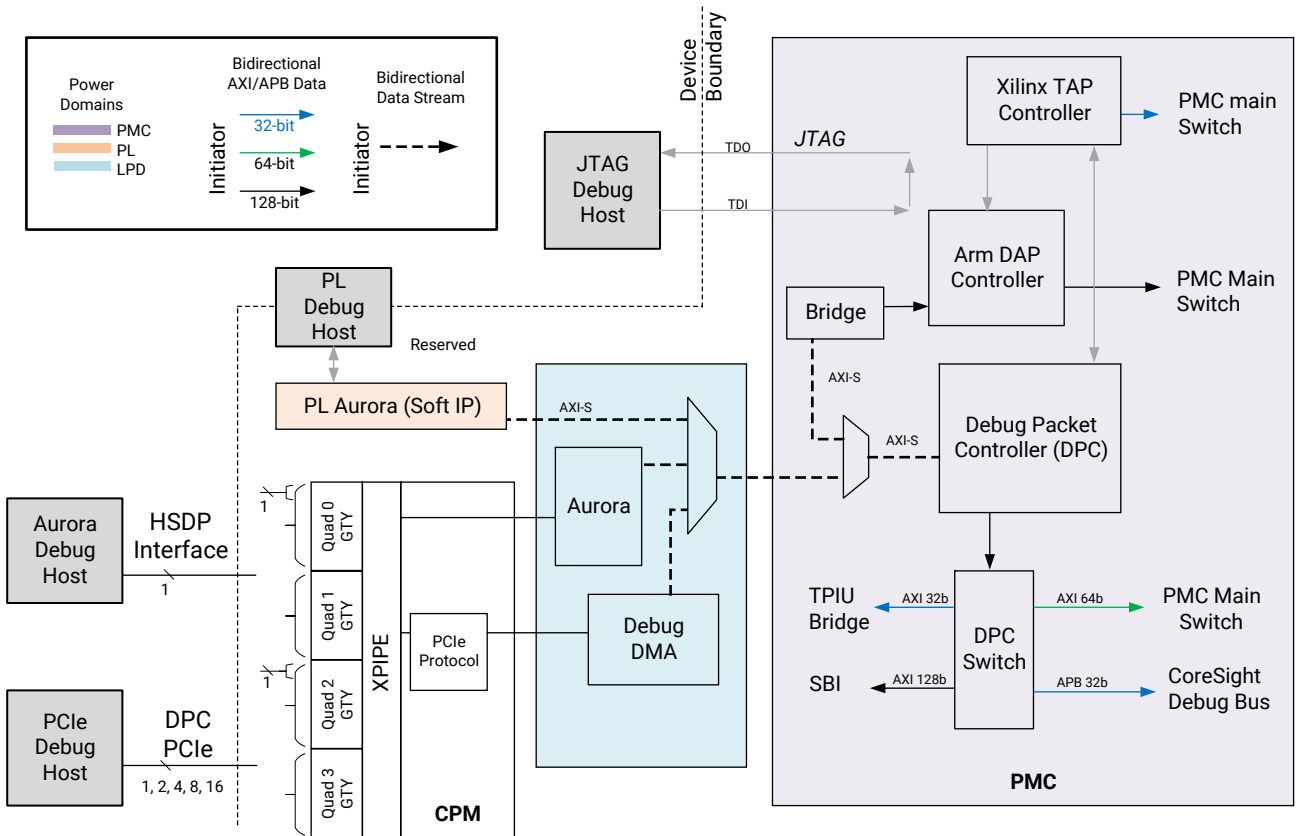 Power
Domains
PMC
PL
LPD
Bidirectional
AXI/APB Data
Initiator
32-bit
64-bit
128-bit
Bidirectional
Data Stream
Initiator
Device
Boundary
JTAG
Debug
Host
TDO
JTAG
TDI
Xilinx TAP
Controller
PMC main
Switch
Arm DAP
Controller
PMC Main
Switch
Bridge
AXI-S
AXI-S
Debug Packet
Controller (DPC)
PL
Debug
Host
Reserved
PL Aurora (Soft IP)
AXI-S
Aurora
Debug
DMA
Aurora
Debug
Host
HSDP
Interface
1
PCIe
Debug
Host
DPC
PCIe
1, 2, 4, 8, 16
1
1
Quad 0
GTY
Quad 1
GTY
Quad 2
GTY
Quad 3
GTY
XPIPE
PCIe
Protocol
CPM
TPIU
Bridge
AXI 32b
AXI 64b
PMC Main
Switch
DPC
Switch
SBI
AXI 128b
APB 32b
CoreSight
Debug Bus
PMC